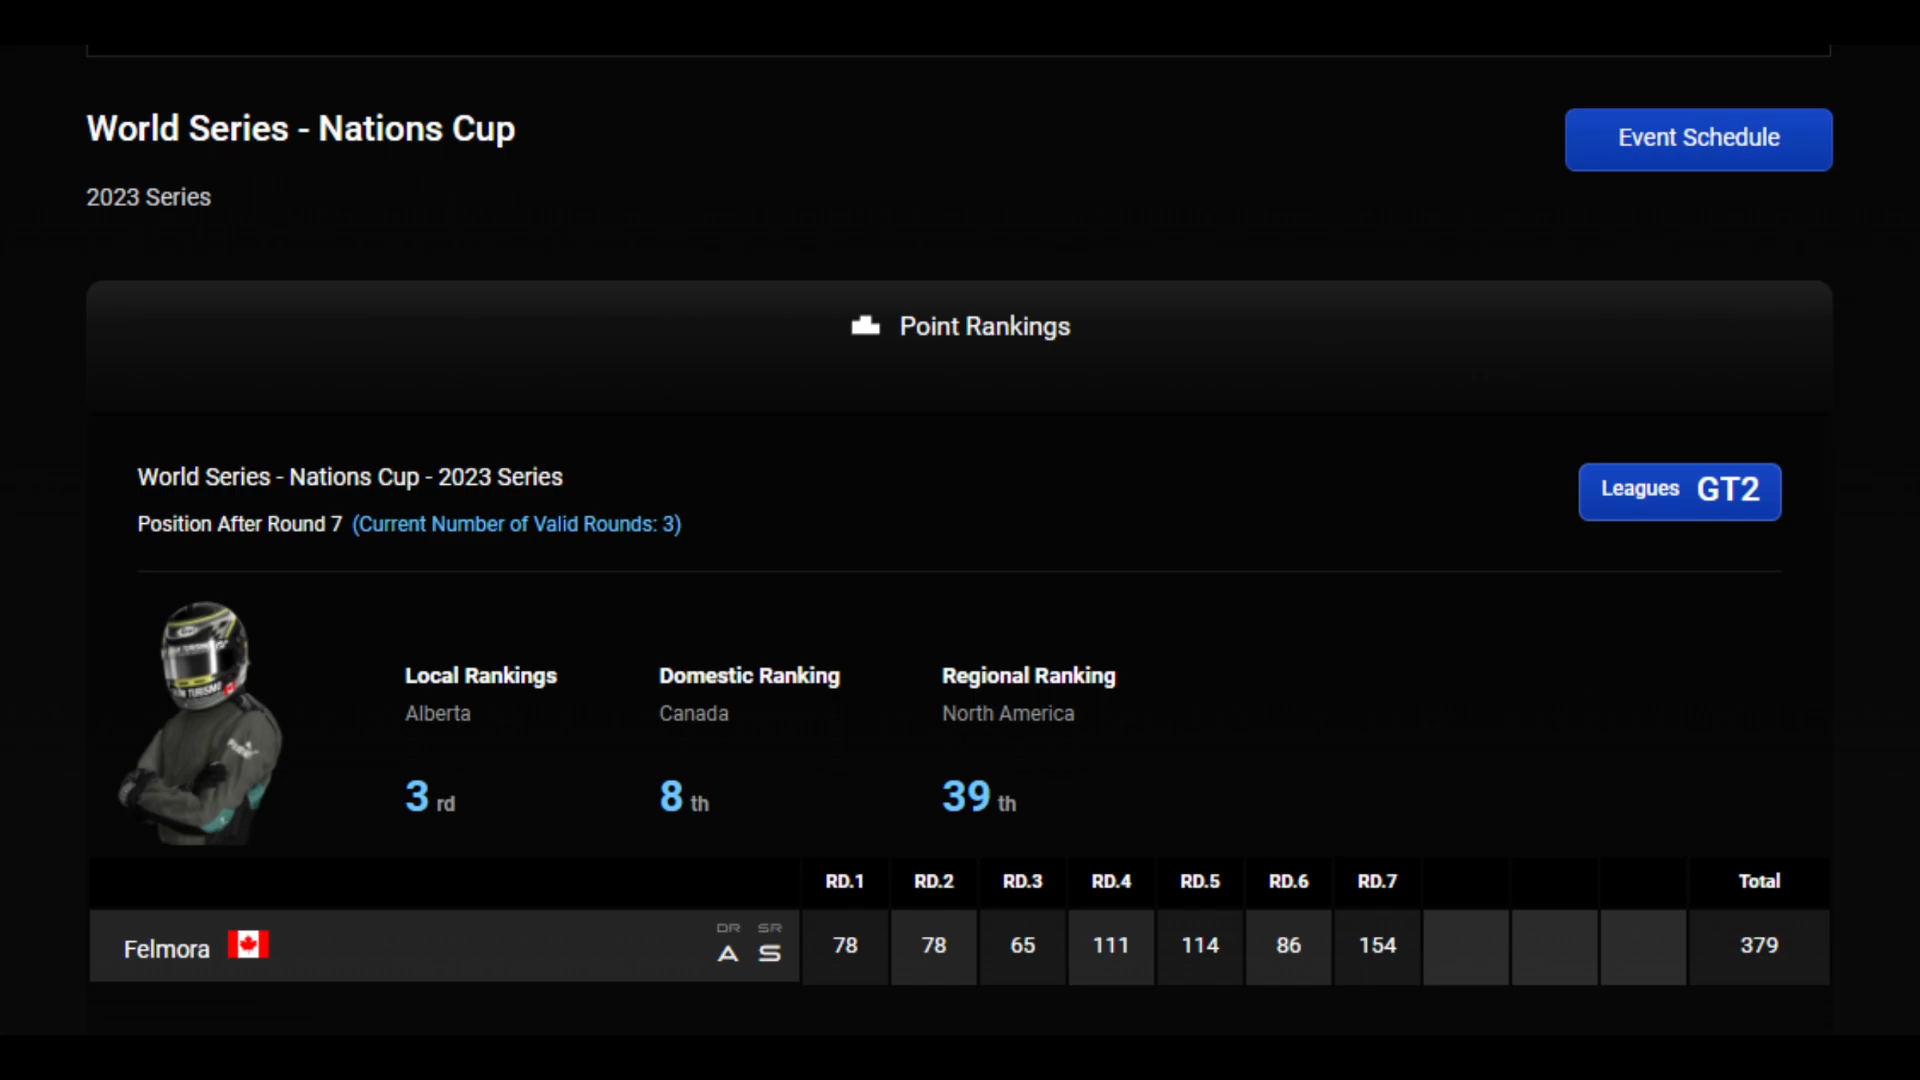 World Series - Nations Cup
Event Schedule
2023 Series
Point Rankings
World Series - Nations Cup - 2023 Series
Leagues GT2
Position After Round 7 (Current Number of Valid Rounds: 3)
Local Rankings Domestic Ranking Regional Ranking
Alberta Canada North America
3 rd 8 th 39 th
RD.1 RD.2 RD.3 RD.4 RD.5 RD.6 RD.7 Total
DR SR
Felmora A S 78 78 65 111 114 86 154 379